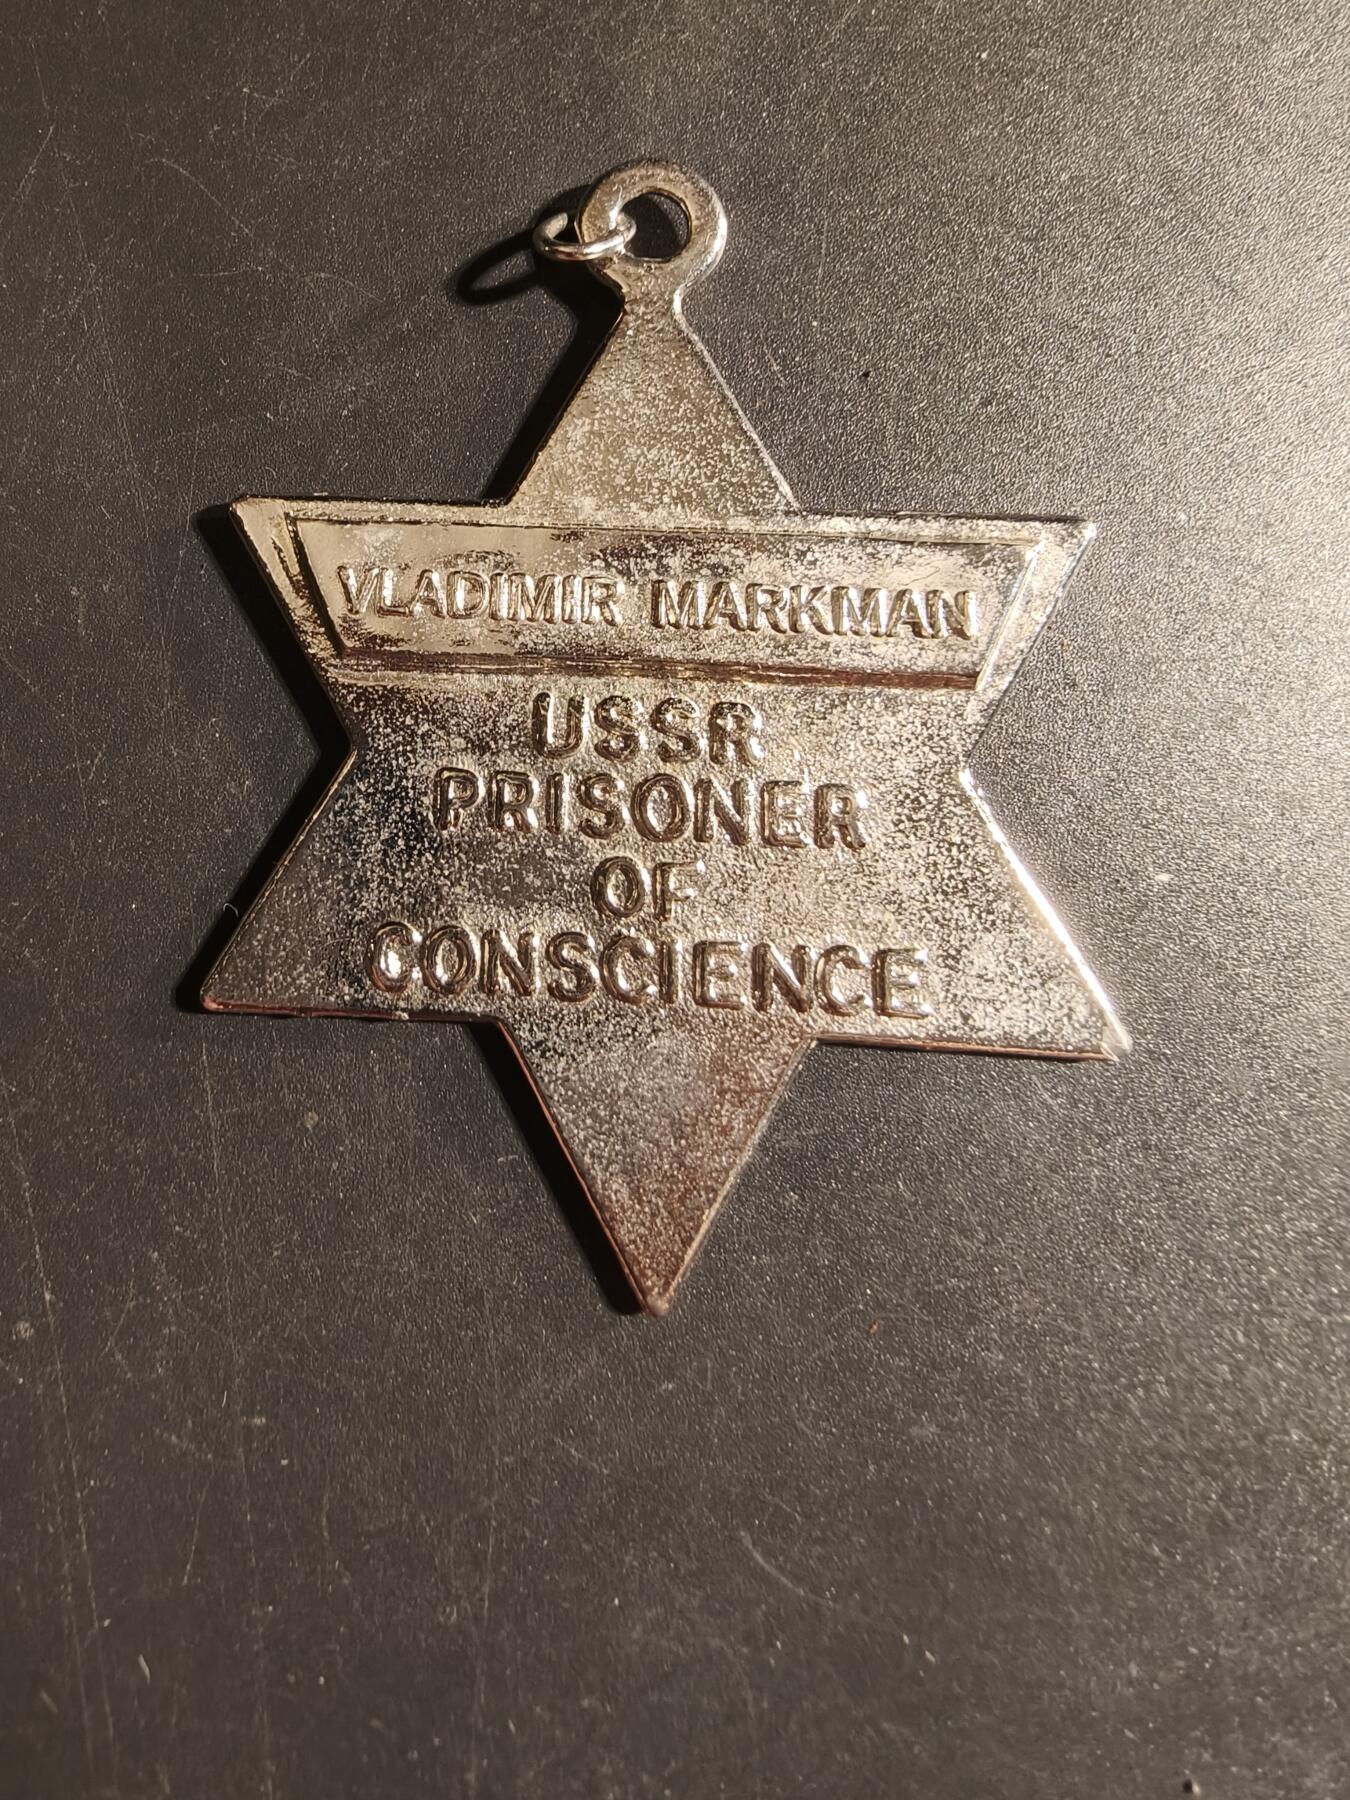 VLADIMIR MARKMAN
USSR
PRISONER
OF
CONSCIENCE